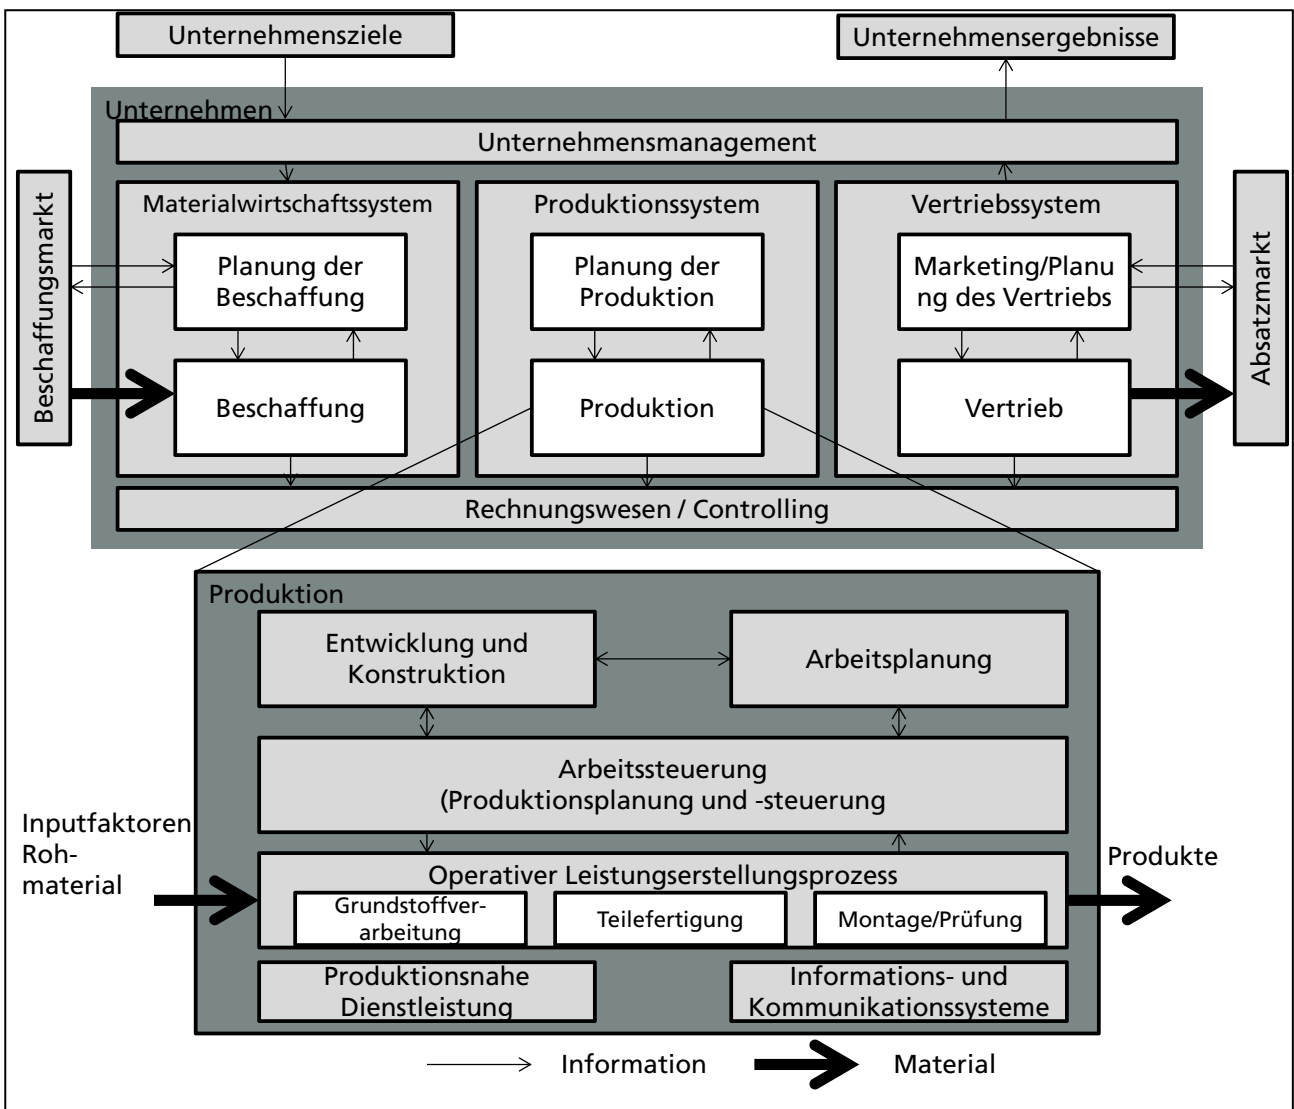 Unternehmensziele
Unternehmensergebnisse
Unternehmen
Unternehmensmanagement
Beschaffungsmarkt
Materialwirtschaftssystem
Planung der
Beschaffung
Beschaffung
Produktionssystem
Planung der
Produktion
Produktion
Vertriebssystem
Marketing/Planu
ng des Vertriebs
Vertrieb
Absatzmarkt
Rechnungswesen / Controlling
Produktion
Entwicklung und
Konstruktion
Arbeitsplanung
Arbeitssteuerung
(Produktionsplanung und -steuerung
Inputfaktoren
Roh-
material
Operativer Leistungserstellungsprozess
Grundstoffver-
arbeitung
Teilefertigung
Montage/Prüfung
Produkte
Produktionsnahe
Dienstleistung
Informations- und
Kommunikationssysteme
Information
Material